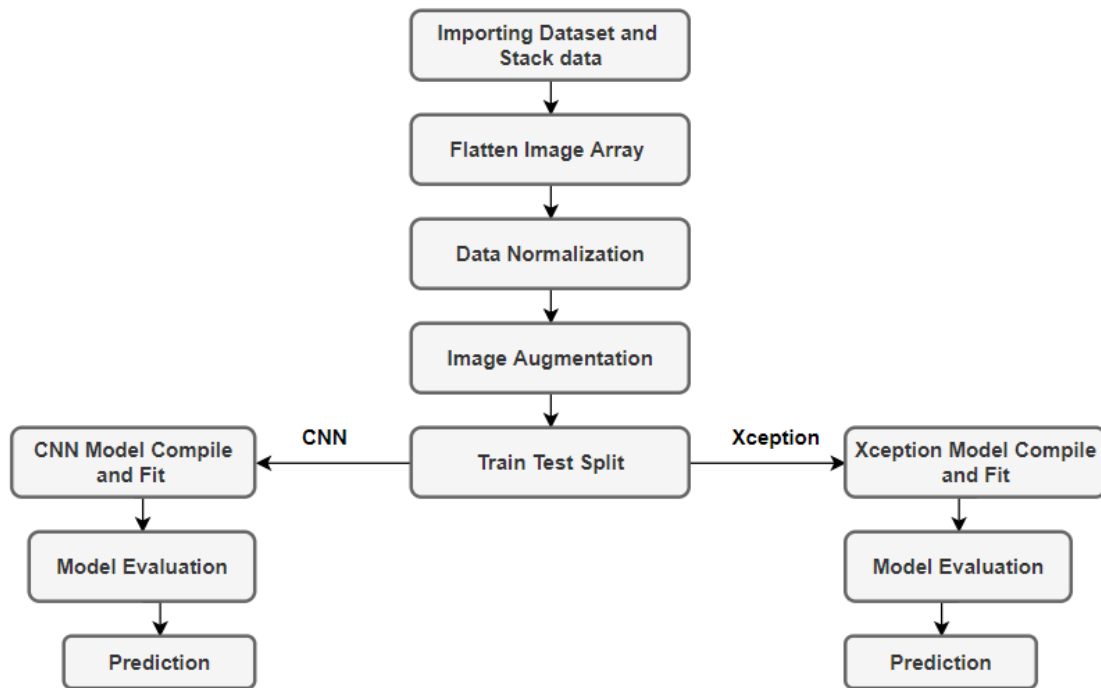 Importing Dataset and
Stack data
Flatten Image Array
Data Normalization
Image Augmentation
Train Test Split
CNN
CNN Model Compile
and Fit
Model Evaluation
Prediction
Xception
Xception Model Compile
and Fit
Model Evaluation
Prediction